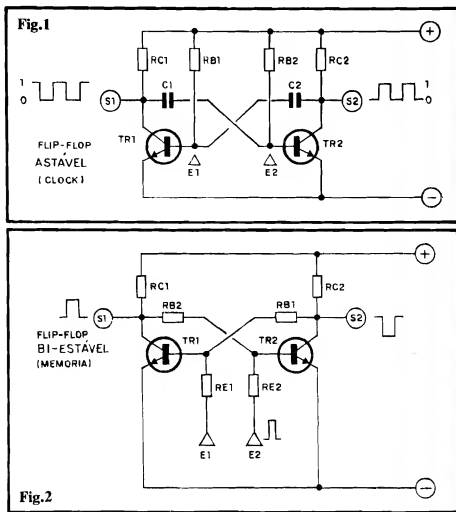 Fig.1
+
RC1
RB1
RB2
RC2
1
0
S1
C1
C2
S2
1
0
TR1
TR2
FLIP-FLOP
ASTÁVEL
(CLOCK)
E1
E2
−
+
RC1
RC2
S1
RB2
RB1
S2
FLIP-FLOP
BI-ESTÁVEL
(MEMORIA)
TR1
TR2
RE1
RE2
E1
E2
Fig.2
−